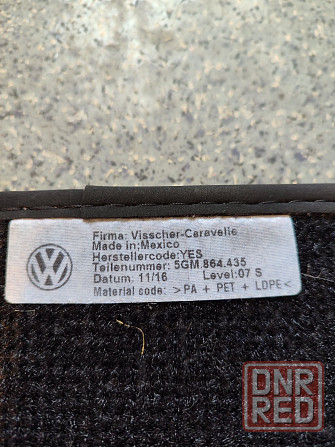 Firma: Visscher-Caravelle
Made in:Mexico
Herstellercode:YES
Teilenummer: 5GM.864.435
Datum: 11/16 Level:07 S
Material code: >PA + PET + LDPE<
DNR
RED